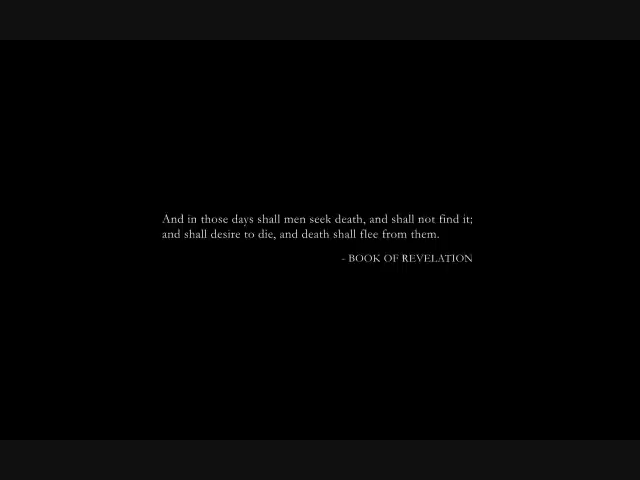 And in those days shall men seek death, and shall not find it;
and shall desire to die, and death shall flee from them.
- BOOK OF REVELATION